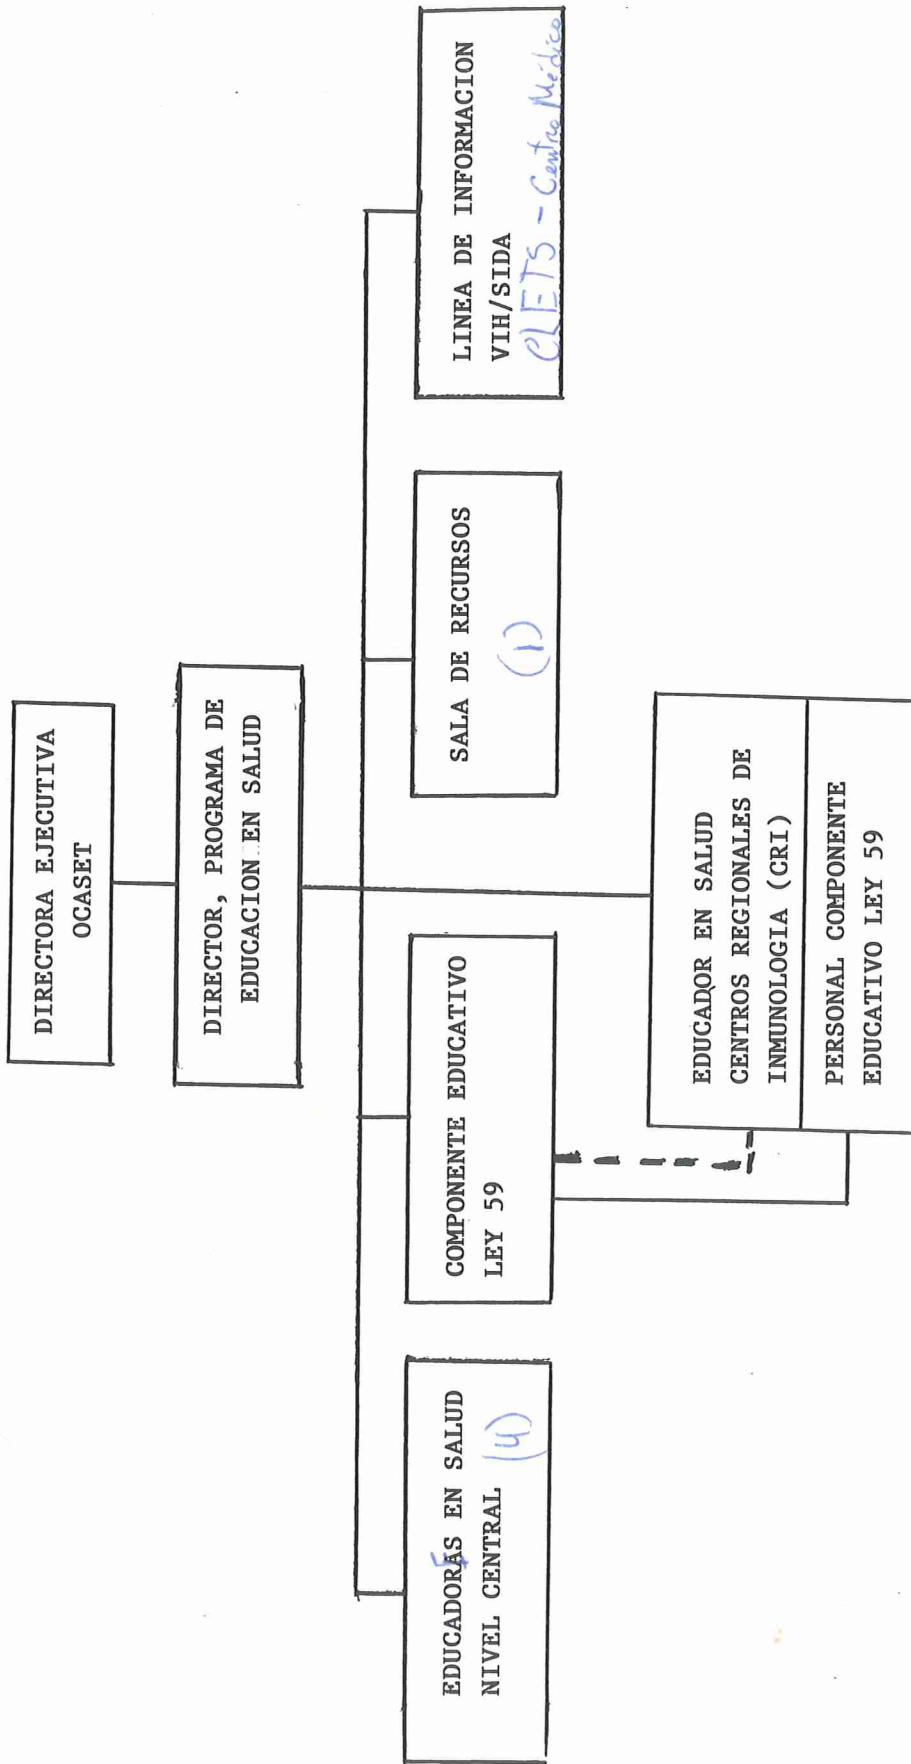 DIRECTORA EJECUTIVA
OCASET
DIRECTOR, PROGRAMA DE
EDUCACION EN SALUD
EDUCADORAS EN SALUD
NIVEL CENTRAL (4)
COMPONENTE EDUCATIVO
LEY 59
SALA DE RECURSOS
(1)
LINEA DE INFORMACION
VIH/SIDA
CLETS - Centro Médico
EDUCADOR EN SALUD
CENTROS REGIONALES DE
INMUNOLOGIA (CRI)
PERSONAL COMPONENTE
EDUCATIVO LEY 59